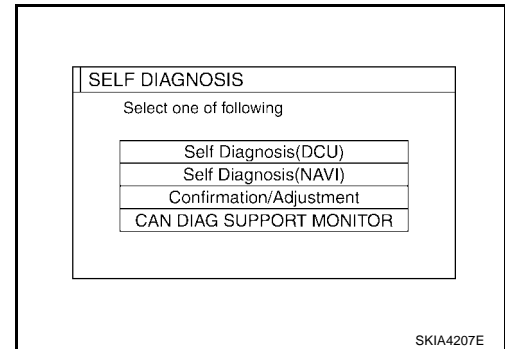 SELF DIAGNOSIS
Select one of following
Self Diagnosis(DCU)
Self Diagnosis(NAVI)
Confirmation/Adjustment
CAN DIAG SUPPORT MONITOR
SKIA4207E